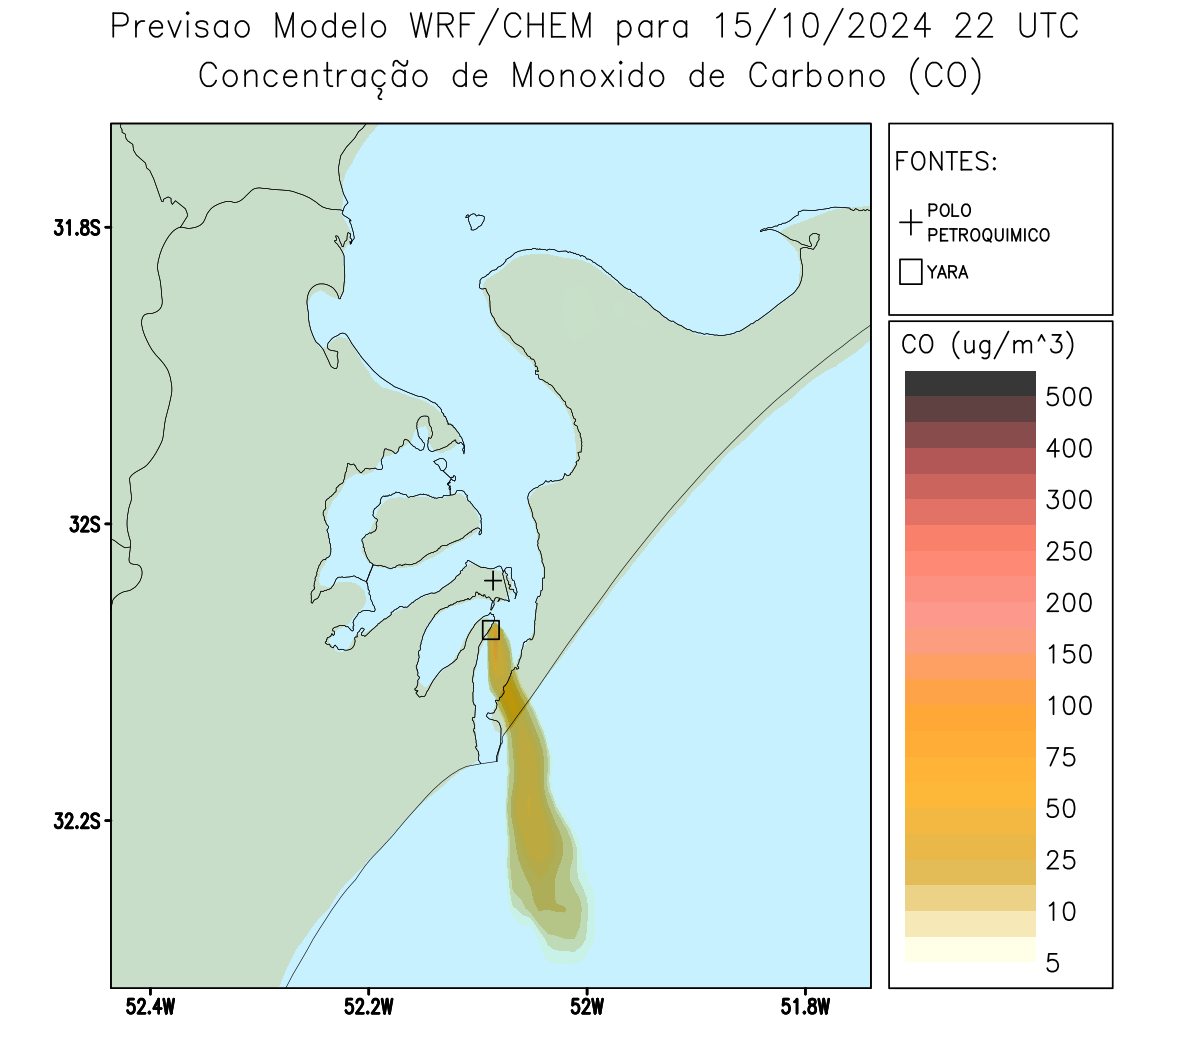 Previsao Modelo WRF/CHEM para 15/10/2024 22 UTC
Concentração de Monoxido de Carbono (CO)
FONTES:
POLO
PETROQUIMICO
YARA
CO (ug/m^3)
500
400
300
250
200
150
100
75
50
25
10
5
31.8S
32S
32.2S
52.4W
52.2W
52W
51.8W